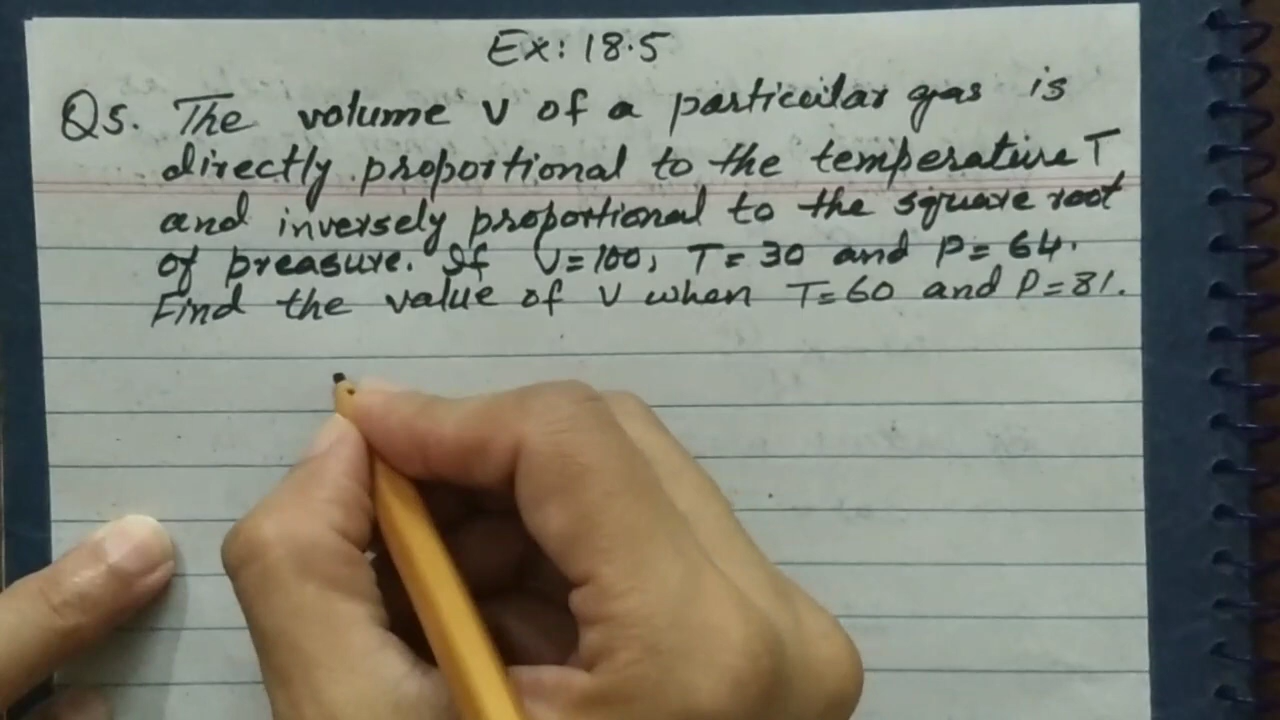 Ex: 18.5
Q5. The volume V of a particular gas is
directly proportional to the temperature T
and inversely proportional to the square root
of preasure. If V=100, T=30 and P=64.
Find the value of V when T=60 and P=81.